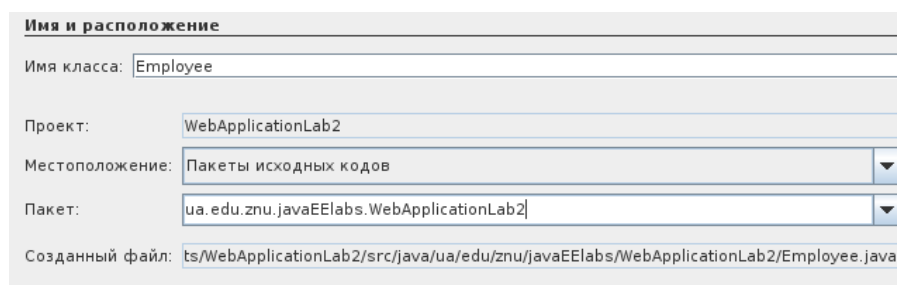 Имя и расположение
Имя класса: Employee
Проект: WebApplicationLab2
Местоположение: Пакеты исходных кодов
Пакет: ua.edu.znu.javaEElabs.WebApplicationLab2
Созданный файл: ts/WebApplicationLab2/src/java/ua/edu/znu/javaEElabs/WebApplicationLab2/Employee.java